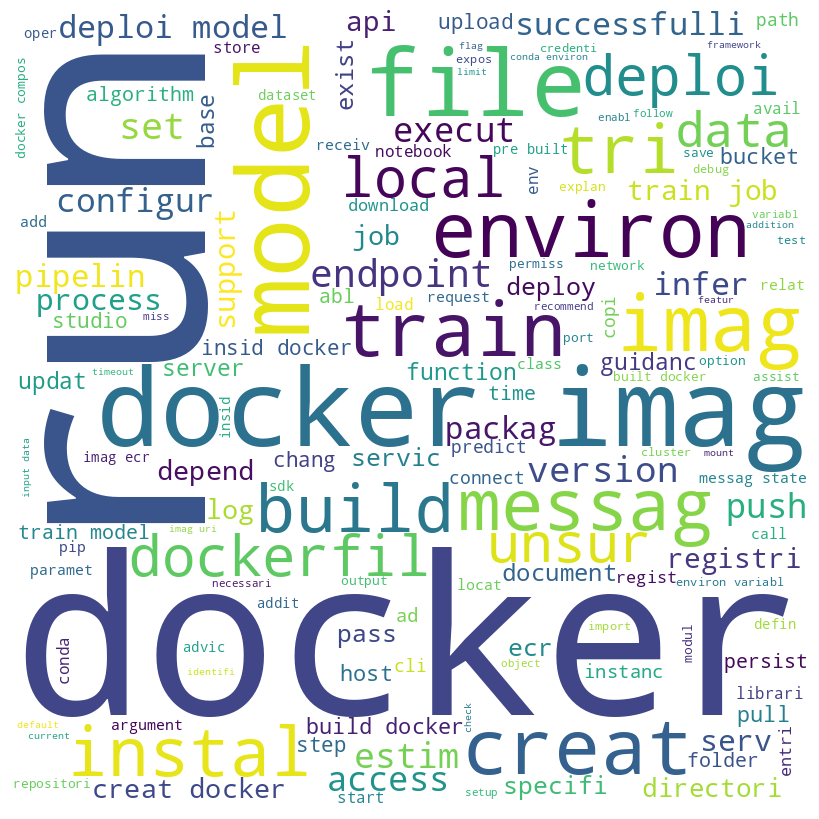 oper
deploi model
store
api
upload
successfulli
path
flag
expos
limit
credenti
conda environ
framework
docker compos
algorithm
set
base
model
dataset
exist
file
deploi
execut
enabl
follow
avail
receiv
notebook
pre built
tri
data
save
debug
bucket
configur
local
env
explan
train job
variabl
addition
test
add
support
download
job
environ
run
pipelin
process
studio
miss
endpoint
abl
load
request
permiss
deploy
recommend
network
infer
relat
featur
train
port
copi
imag
insid docker
server
function
class
guidanc
option
built docker
assist
updat
timeout
docker imag
time
insid
packag
predict
input data
imag ecr
depend
chang
servic
sdk
connect
version
cluster
mount
messag state
log
build
messag
push
call
train model
imag uri
pip
dockerfil
unsur
registri
paramet
necessari
output
locat
document
regist
environ variabl
addit
docker
conda
advic
identifi
ad
pass
host
cli
ecr
object
import
instanc
modul
defin
persist
librari
default
current
argument
build docker
check
pull
instal
step
estim
creat
serv
folder
entri
repositori
creat docker
access
start
setup
specifi
directori